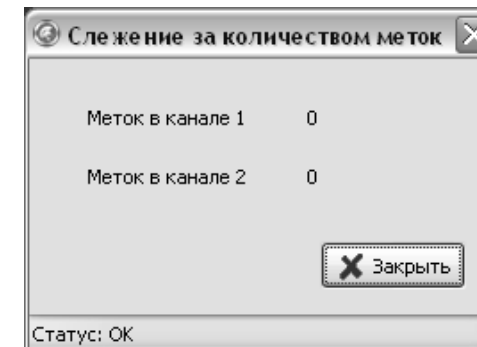 Слежение за количеством меток
Меток в канале 1 0
Меток в канале 2 0
Закрыть
Статус: OK